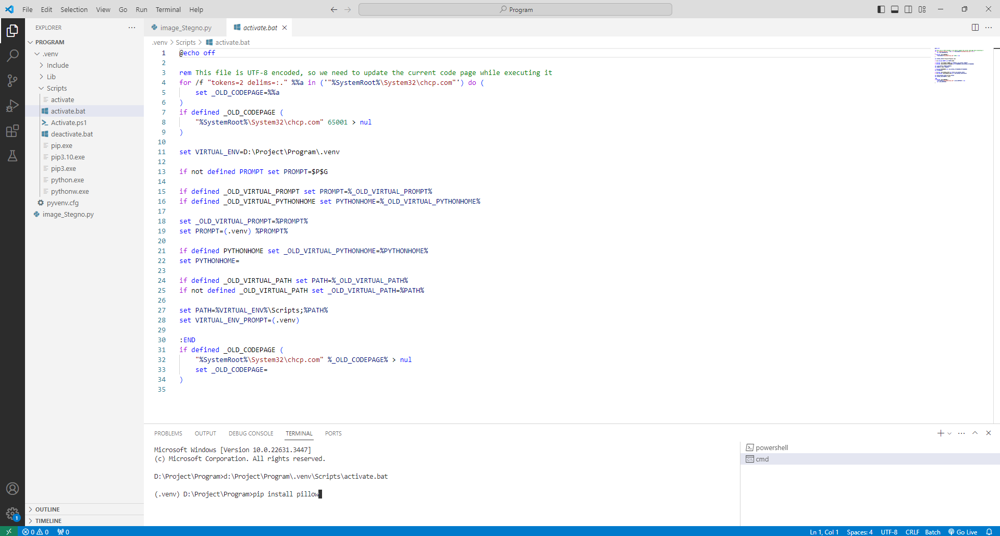 File Edit Selection View Go Run Terminal Help
Program
EXPLORER
PROGRAM
.venv
Include
Lib
Scripts
activate
activate.bat
Activate.ps1
deactivate.bat
pip.exe
pip3.10.exe
pip3.exe
python.exe
pythonw.exe
pyvenv.cfg
image_Stegno.py
OUTLINE
TIMELINE
image_Stegno.py
activate.bat
.venv > Scripts > activate.bat
1 @echo off
2
3 rem This file is UTF-8 encoded, so we need to update the current code page while executing it
4 for /f "tokens=2 delims=:." %%a in ('"%SystemRoot%\System32\chcp.com"') do (
5 set _OLD_CODEPAGE=%%a
6 )
7 if defined _OLD_CODEPAGE (
8 "%SystemRoot%\System32\chcp.com" 65001 > nul
9 )
10
11 set VIRTUAL_ENV=D:\Project\Program\.venv
12
13 if not defined PROMPT set PROMPT=$P$G
14
15 if defined _OLD_VIRTUAL_PROMPT set PROMPT=%_OLD_VIRTUAL_PROMPT%
16 if defined _OLD_VIRTUAL_PYTHONHOME set PYTHONHOME=%_OLD_VIRTUAL_PYTHONHOME%
17
18 set _OLD_VIRTUAL_PROMPT=%PROMPT%
19 set PROMPT=(.venv) %PROMPT%
20
21 if defined PYTHONHOME set _OLD_VIRTUAL_PYTHONHOME=%PYTHONHOME%
22 set PYTHONHOME=
23
24 if defined _OLD_VIRTUAL_PATH set PATH=%_OLD_VIRTUAL_PATH%
25 if not defined _OLD_VIRTUAL_PATH set _OLD_VIRTUAL_PATH=%PATH%
26
27 set PATH=%VIRTUAL_ENV%\Scripts;%PATH%
28 set VIRTUAL_ENV_PROMPT=(.venv)
29
30 :END
31 if defined _OLD_CODEPAGE (
32 "%SystemRoot%\System32\chcp.com" %_OLD_CODEPAGE% > nul
33 set _OLD_CODEPAGE=
34 )
35
PROBLEMS OUTPUT DEBUG CONSOLE TERMINAL PORTS
Microsoft Windows [Version 10.0.22631.3447]
(c) Microsoft Corporation. All rights reserved.
D:\Project\Program>d:\Project\Program\.venv\Scripts\activate.bat
(.venv) D:\Project\Program>pip install pillow
powershell
cmd
1
0 0 0
Ln 1, Col 1 Spaces: 4 UTF-8 CRLF Batch Go Live